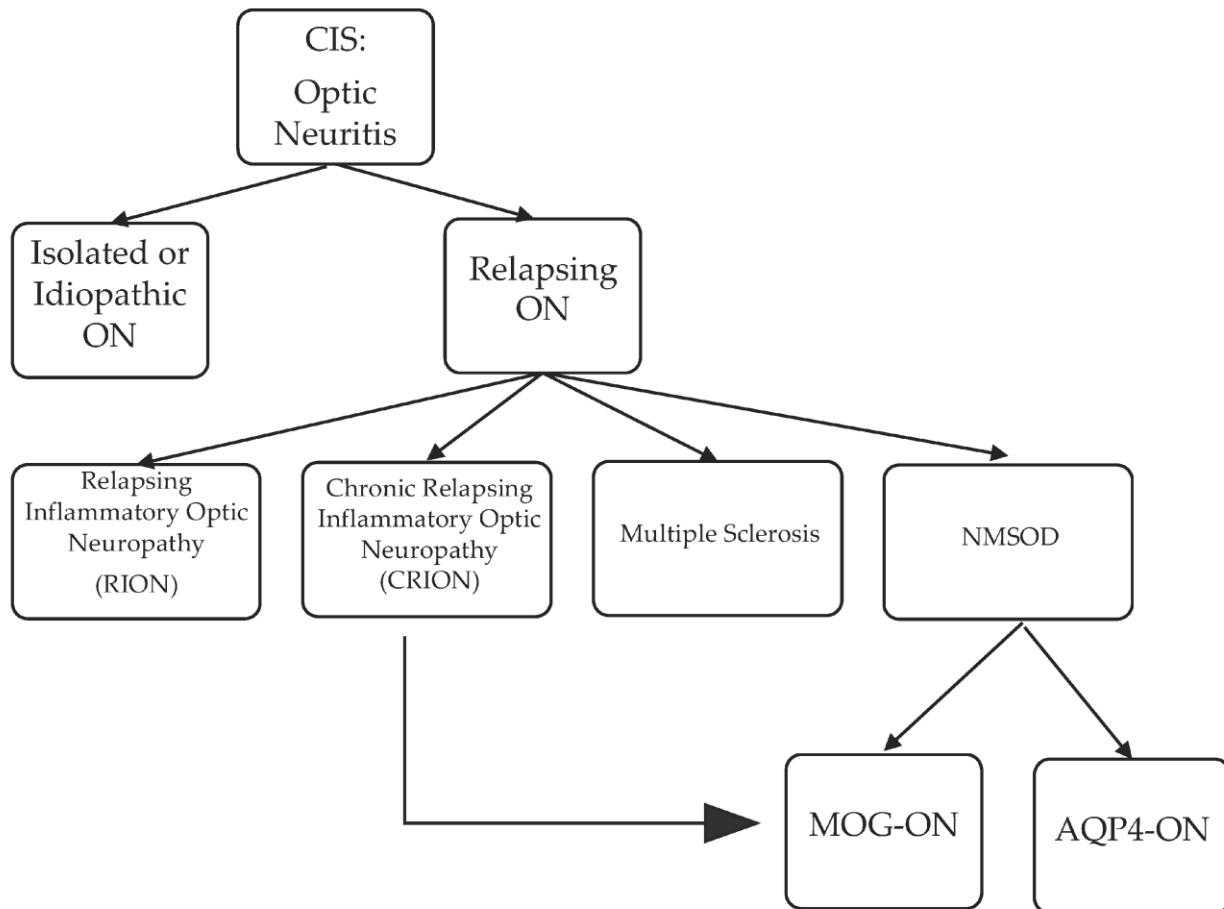 CIS:
Optic
Neuritis
Isolated or
Idiopathic
ON
Relapsing
ON
Relapsing
Inflammatory Optic
Neuropathy
(RION)
Chronic Relapsing
Inflammatory Optic
Neuropathy
(CRION)
Multiple Sclerosis
NMSOD
MOG-ON
AQP4-ON